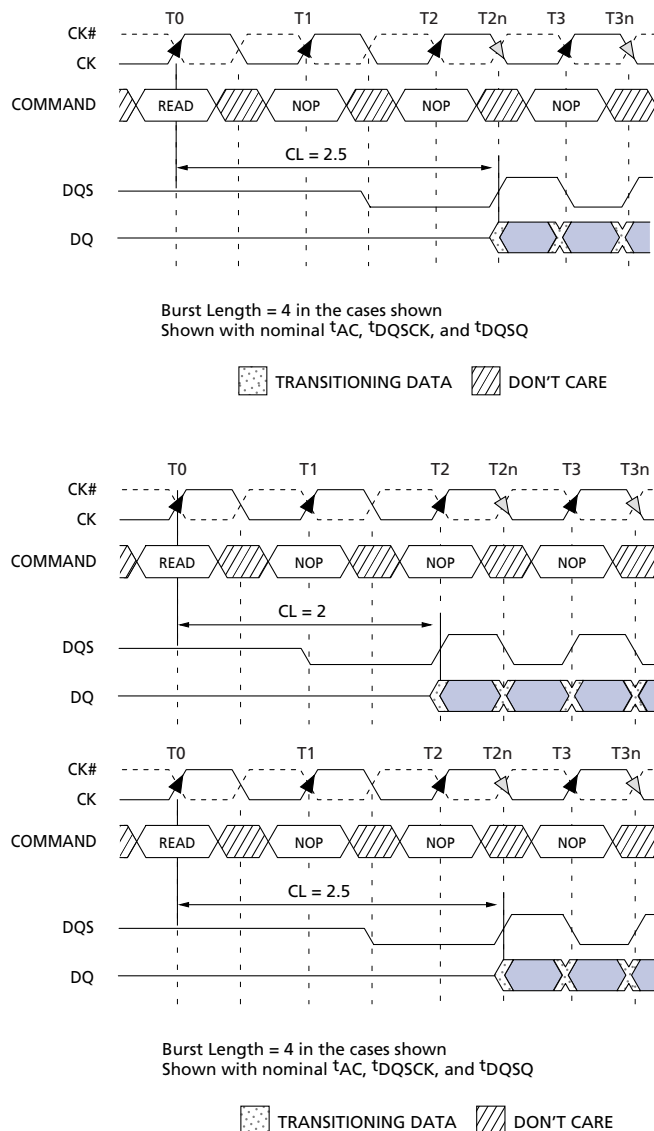 T0 T1 T2 T2n T3 T3n
CK#
CK
COMMAND READ NOP NOP NOP
CL = 2.5
DQS
DQ
Burst Length = 4 in the cases shown
Shown with nominal tAC, tDQSCK, and tDQSQ
TRANSITIONING DATA DON'T CARE
T0 T1 T2 T2n T3 T3n
CK#
CK
COMMAND READ NOP NOP NOP
CL = 2
DQS
DQ
T0 T1 T2 T2n T3 T3n
CK#
CK
COMMAND READ NOP NOP NOP
CL = 2.5
DQS
DQ
Burst Length = 4 in the cases shown
Shown with nominal tAC, tDQSCK, and tDQSQ
TRANSITIONING DATA DON'T CARE